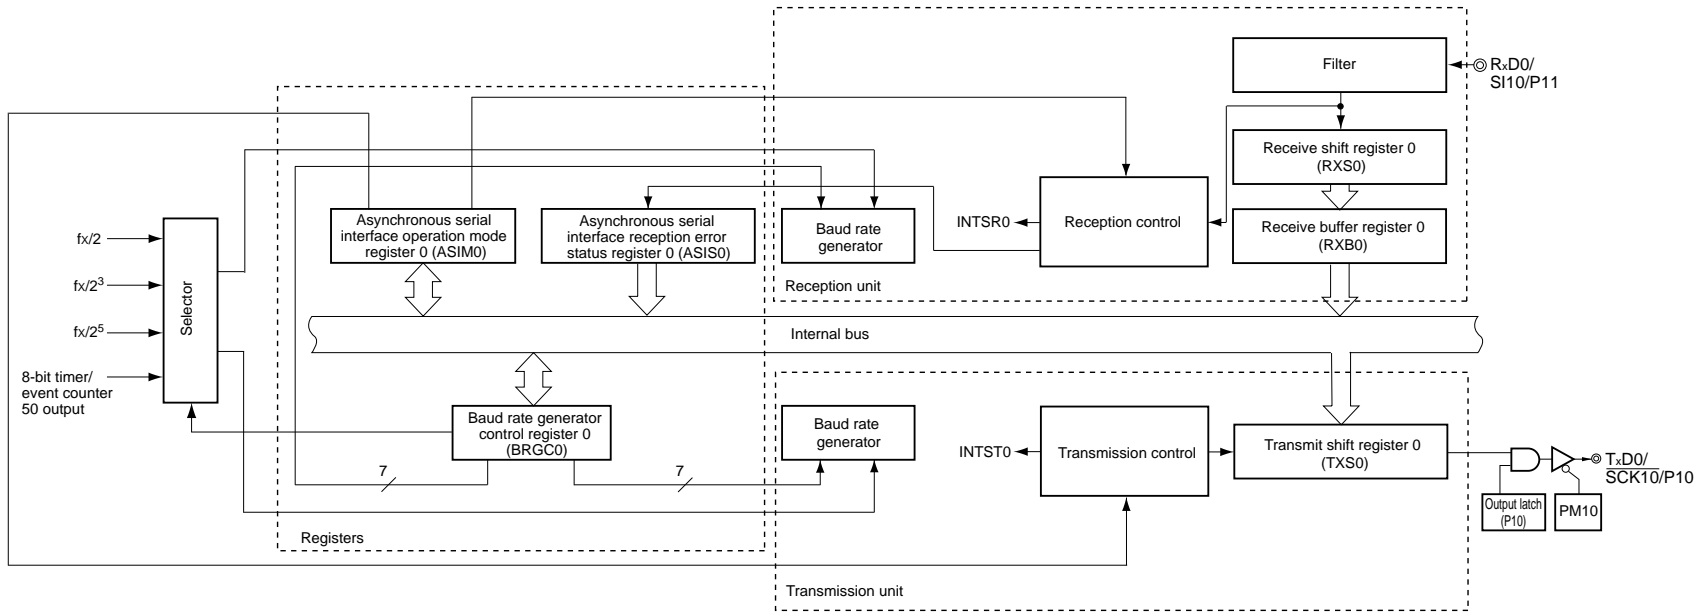 Filter
RxD0/
SI10/P11
Receive shift register 0
(RXS0)
Asynchronous serial
interface operation mode
register 0 (ASIM0)
Asynchronous serial
interface reception error
status register 0 (ASIS0)
Baud rate
generator
INTSR0
Reception control
Receive buffer register 0
(RXB0)
Reception unit
fX/2
fX/2³
fX/2⁵
8-bit timer/
event counter
50 output
Selector
Internal bus
Baud rate generator
control register 0
(BRGC0)
7
7
Registers
Baud rate
generator
INTST0
Transmission control
Transmit shift register 0
(TXS0)
TxD0/
SCK10/P10
Output latch
(P10)
PM10
Transmission unit